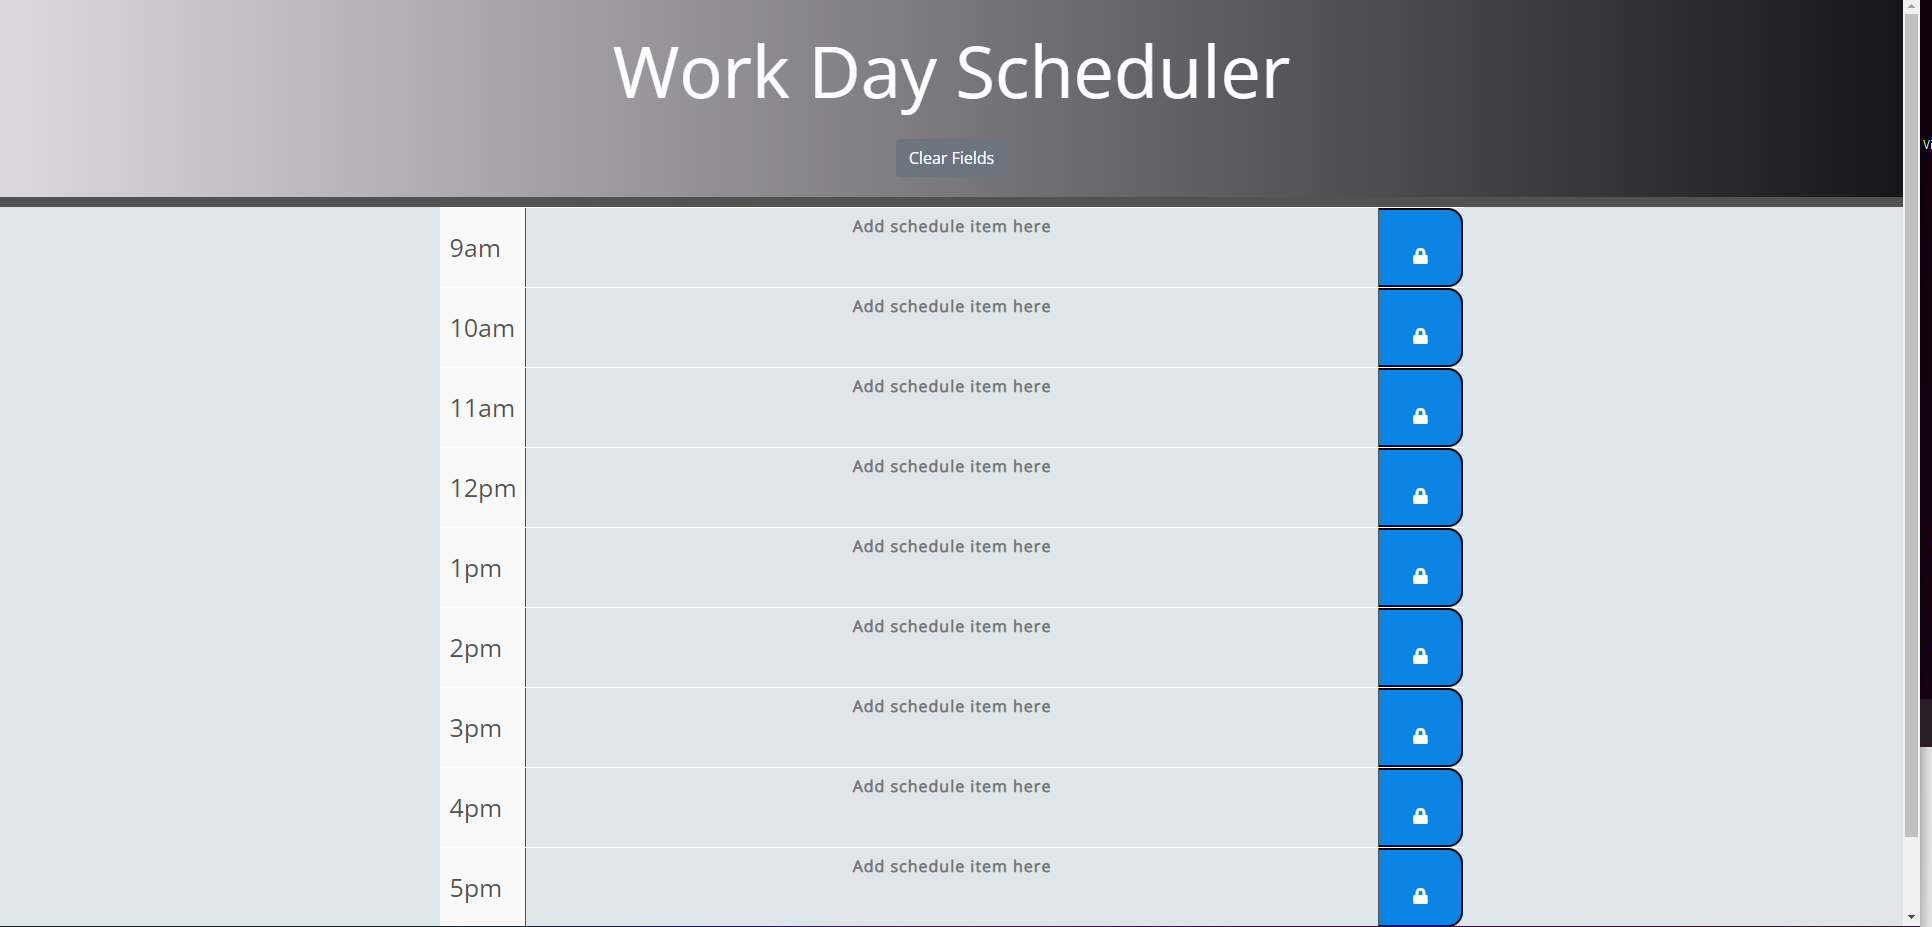 Work Day Scheduler
Clear Fields
9am
Add schedule item here
10am
Add schedule item here
11am
Add schedule item here
12pm
Add schedule item here
1pm
Add schedule item here
2pm
Add schedule item here
3pm
Add schedule item here
4pm
Add schedule item here
5pm
Add schedule item here